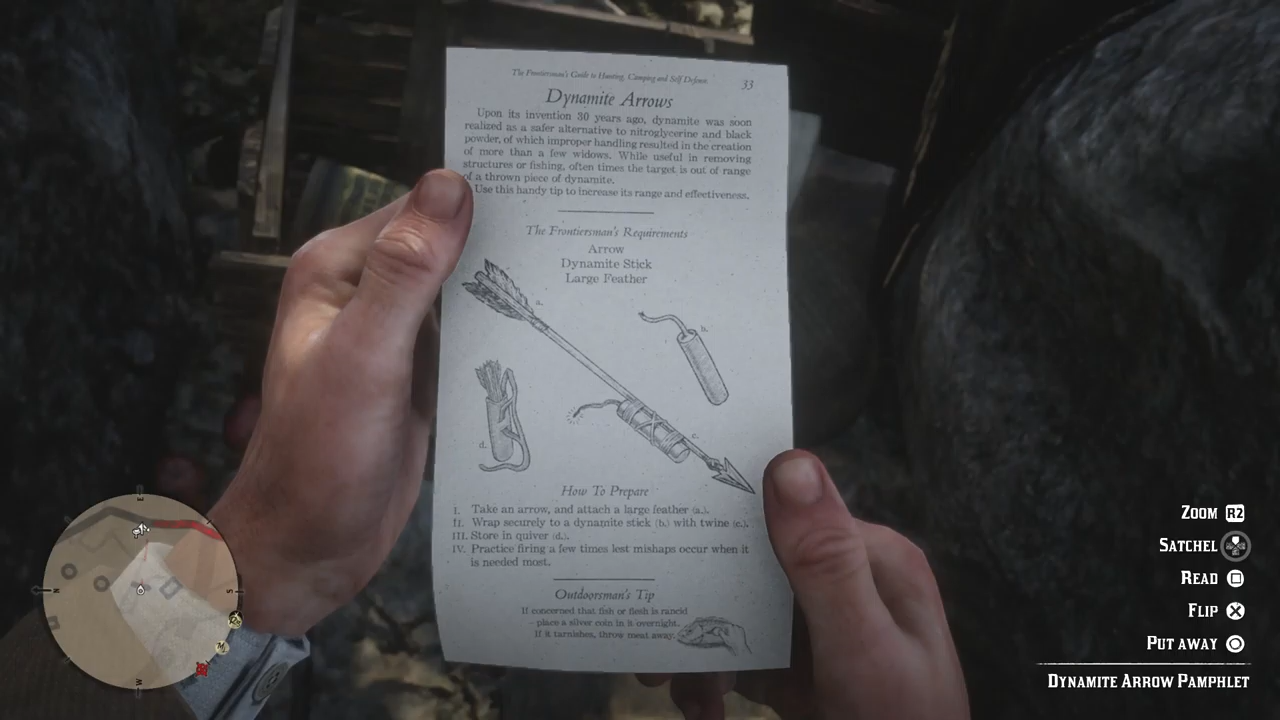 The Frontiersman's Guide to Hunting, Camping and Self Defense
33
Dynamite Arrows
Upon its invention 30 years ago, dynamite was soon
realized as a safer alternative to nitroglycerine and black
powder, of which improper handling resulted in the creation
of more than a few widows. While useful in removing
structures or fishing, often times the target is out of range
of a thrown piece of dynamite.
Use this handy tip to increase its range and effectiveness.
The Frontiersman's Requirements
Arrow
Dynamite Stick
Large Feather
a.
b.
c.
d.
How To Prepare
I. Take an arrow, and attach a large feather (a.).
II. Wrap securely to a dynamite stick (b.) with twine (c.).
III. Store in quiver (d.).
IV. Practice firing a few times lest mishaps occur when it
is needed most.
Outdoorsman's Tip
If concerned that fish or flesh is rancid
- place a silver coin in it overnight.
If it tarnishes, throw meat away.
E
N
S
W
ZOOM R2
SATCHEL
READ
FLIP
PUT AWAY
DYNAMITE ARROW PAMPHLET